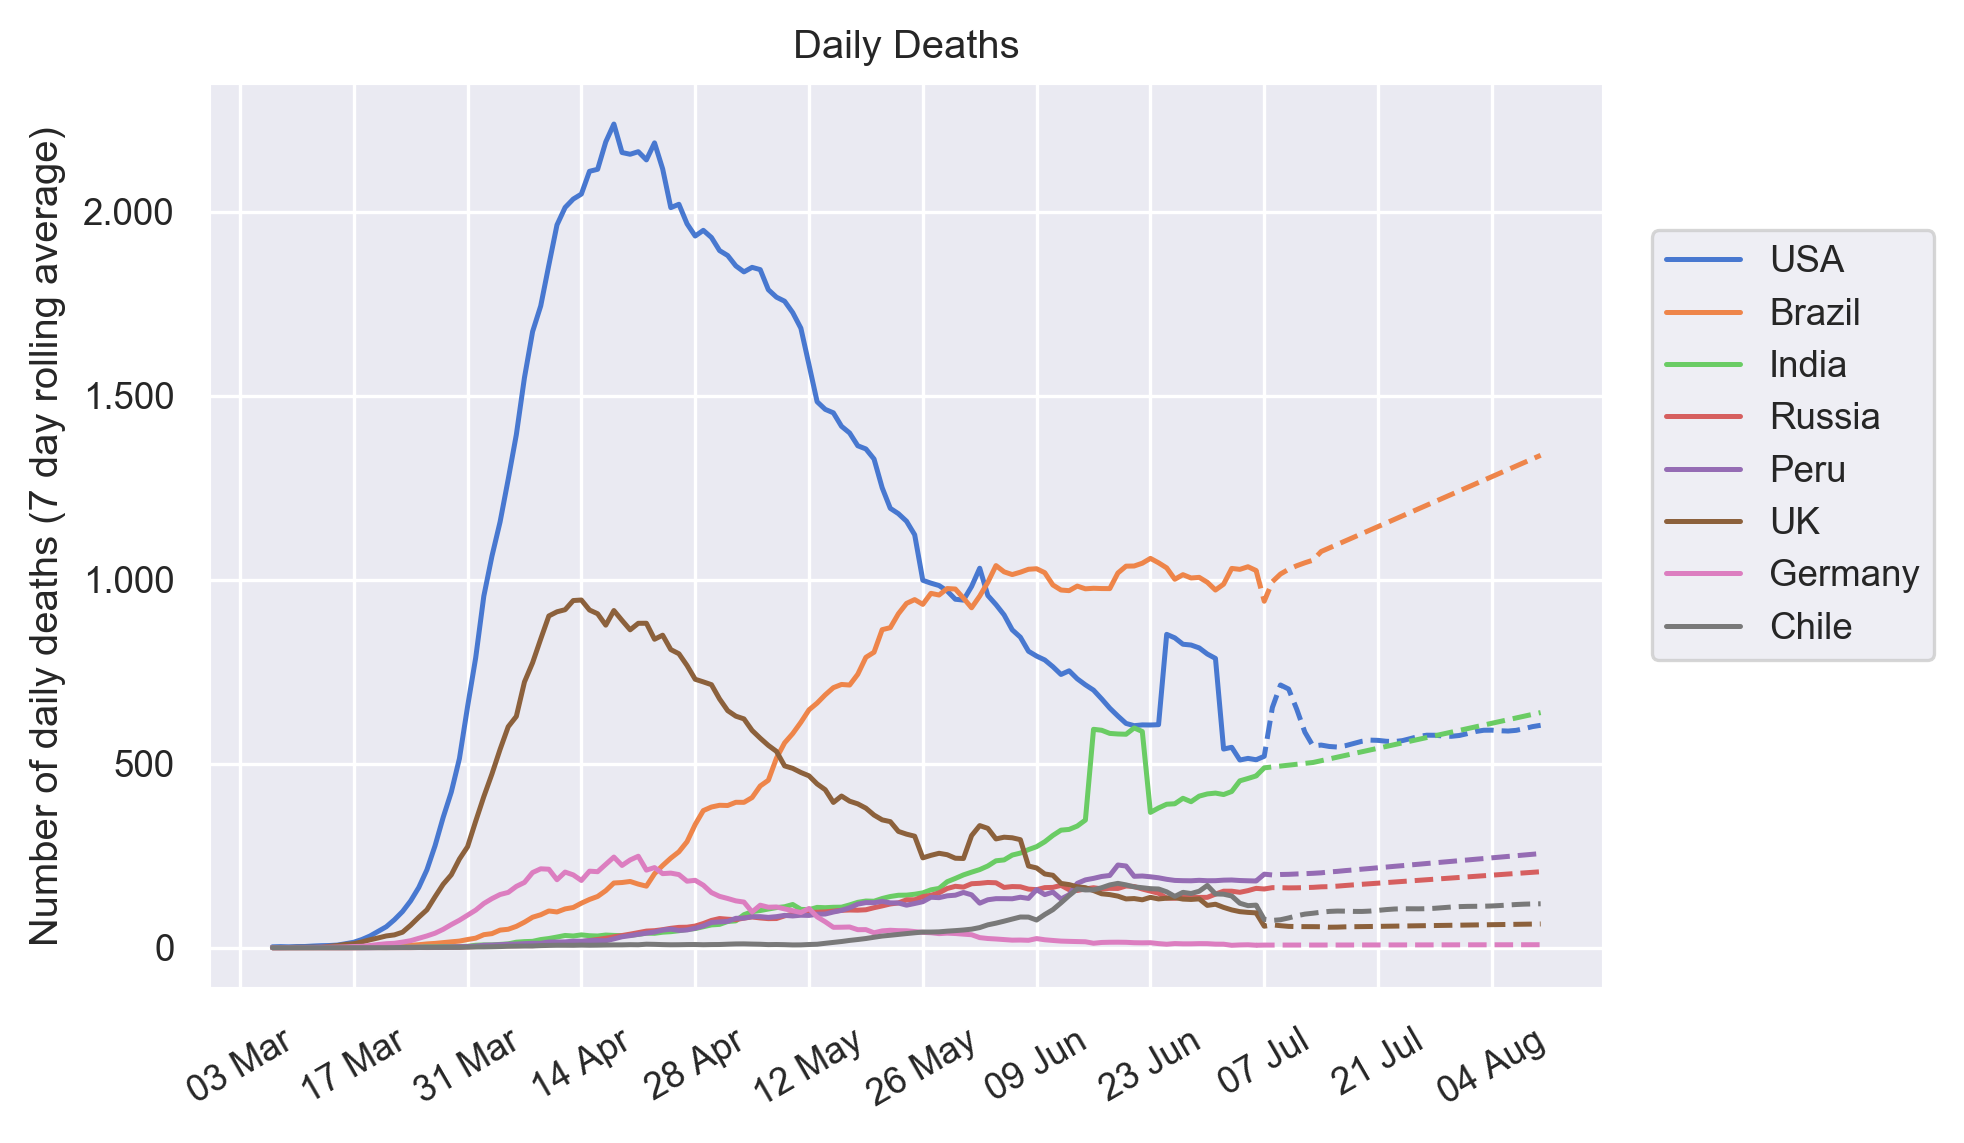 Daily Deaths
Number of daily deaths (7 day rolling average)
2.000
1.500
1.000
500
0
03 Mar
17 Mar
31 Mar
14 Apr
28 Apr
12 May
26 May
09 Jun
23 Jun
07 Jul
21 Jul
04 Aug
USA
Brazil
India
Russia
Peru
UK
Germany
Chile